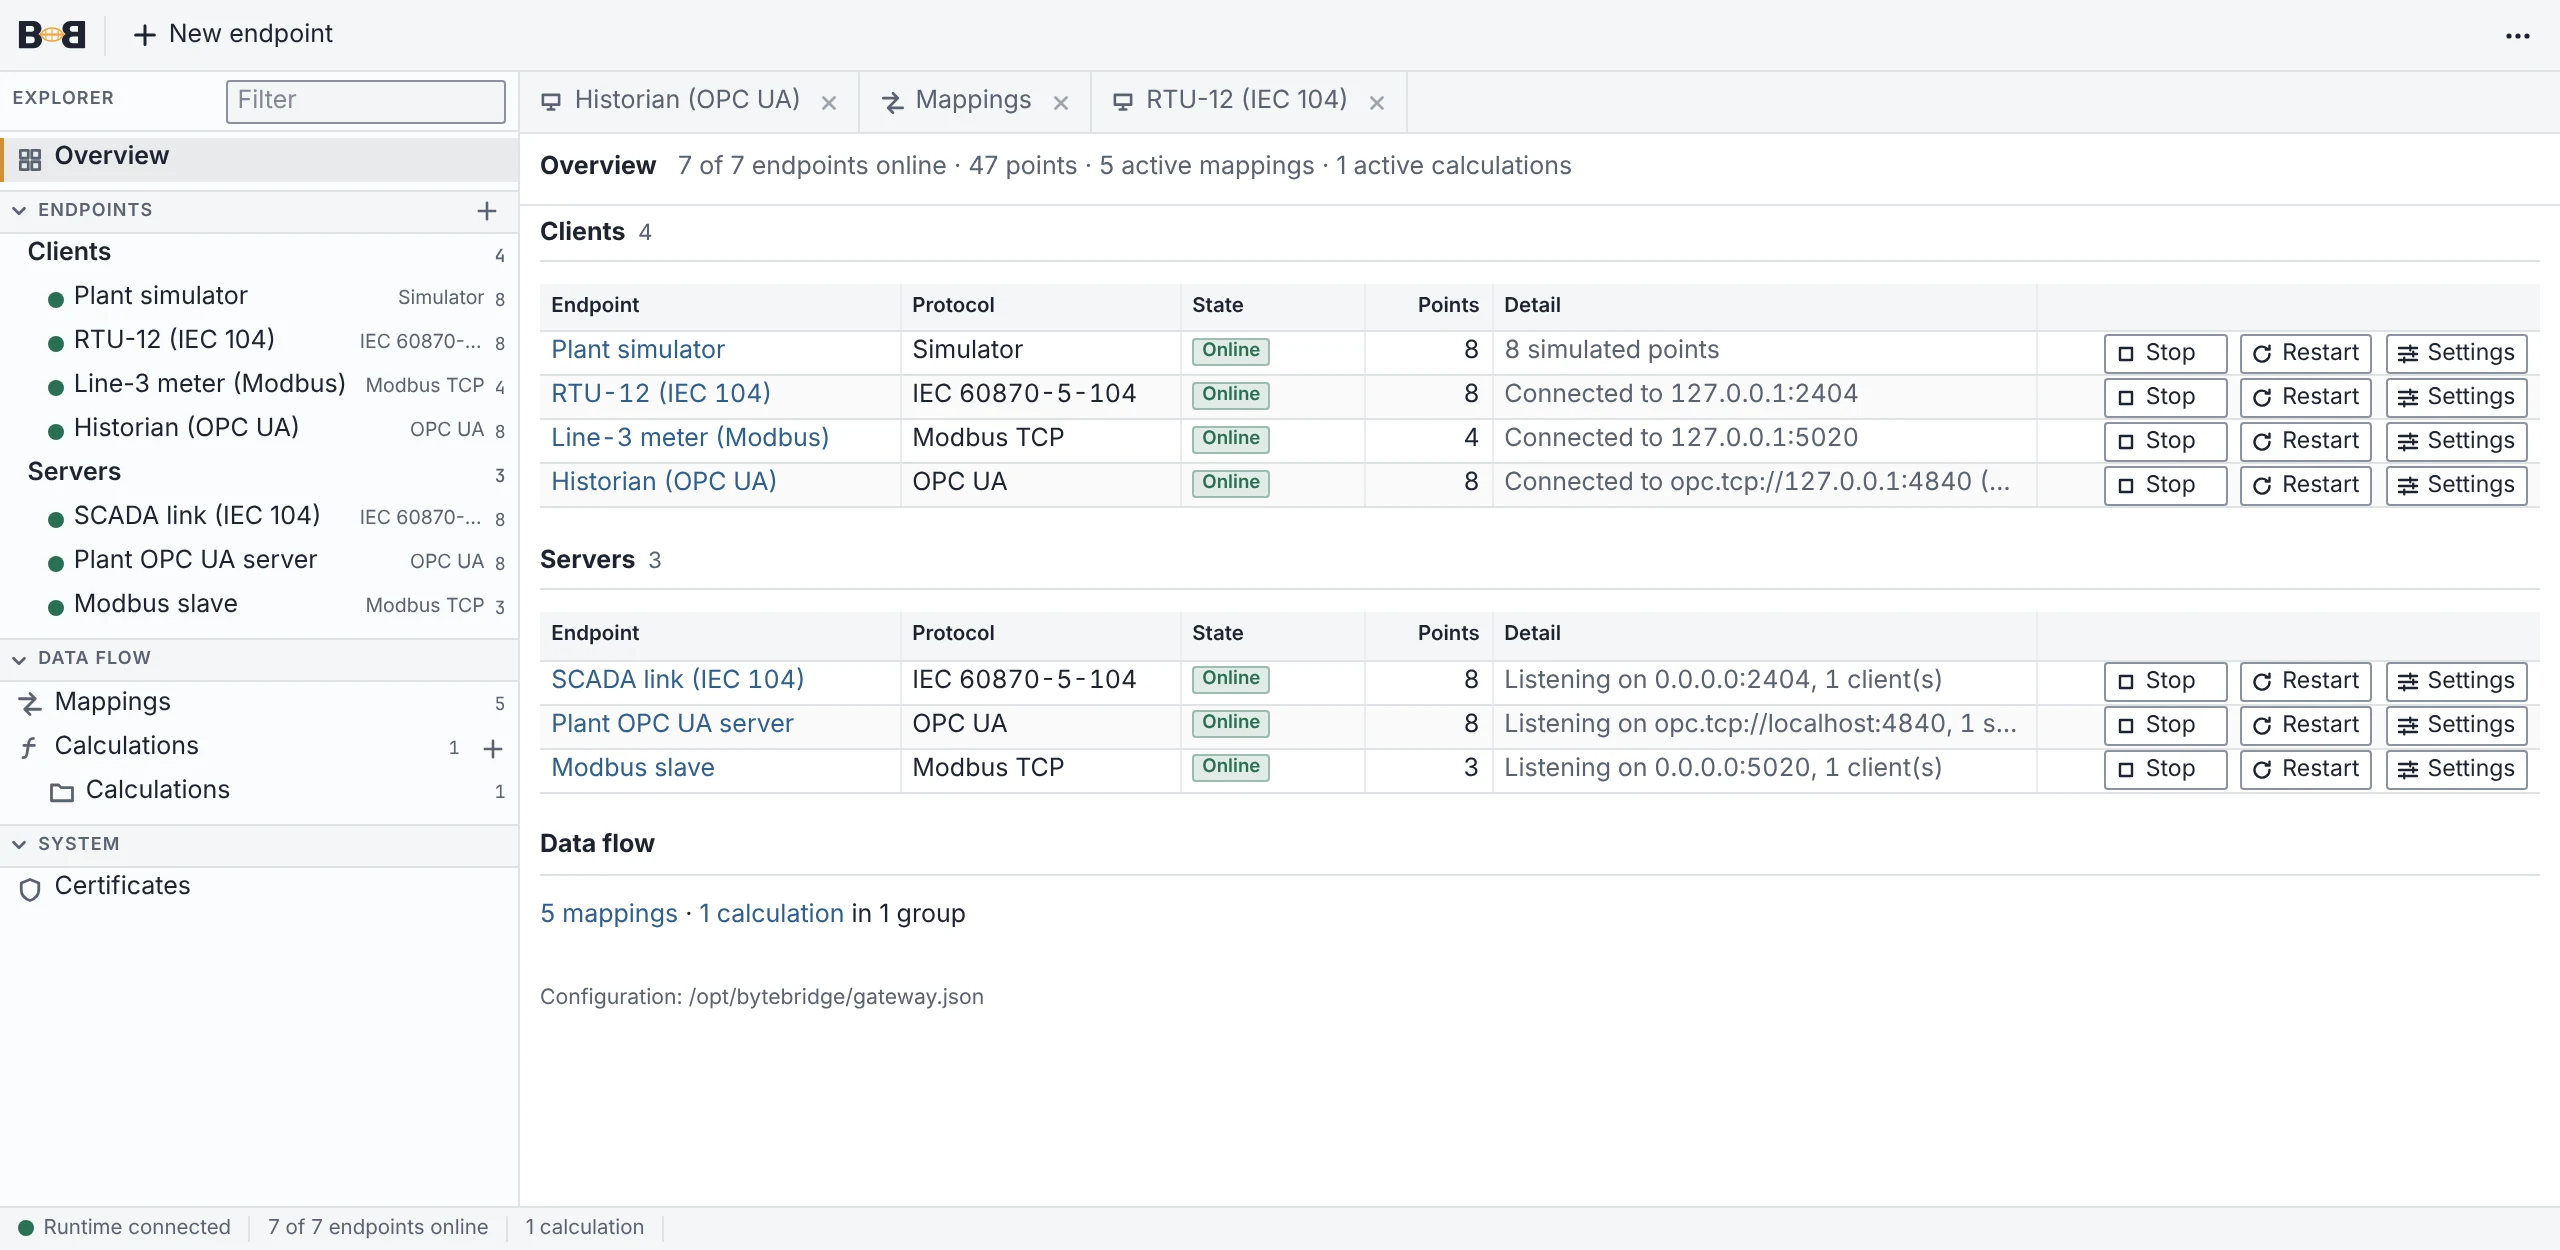 BB
New endpoint
EXPLORER
Filter
Historian (OPC UA)
Mappings
RTU-12 (IEC 104)
Overview
Overview 7 of 7 endpoints online · 47 points · 5 active mappings · 1 active calculations
ENDPOINTS
Clients 4
Plant simulator Simulator 8
RTU-12 (IEC 104) IEC 60870-... 8
Line-3 meter (Modbus) Modbus TCP 4
Historian (OPC UA) OPC UA 8
Servers 3
SCADA link (IEC 104) IEC 60870-... 8
Plant OPC UA server OPC UA 8
Modbus slave Modbus TCP 3
DATA FLOW
Mappings 5
Calculations 1
Calculations 1
SYSTEM
Certificates
Clients 4
Endpoint Protocol State Points Detail
Plant simulator Simulator Online 8 8 simulated points Stop Restart Settings
RTU-12 (IEC 104) IEC 60870-5-104 Online 8 Connected to 127.0.0.1:2404 Stop Restart Settings
Line-3 meter (Modbus) Modbus TCP Online 4 Connected to 127.0.0.1:5020 Stop Restart Settings
Historian (OPC UA) OPC UA Online 8 Connected to opc.tcp://127.0.0.1:4840 (... Stop Restart Settings
Servers 3
Endpoint Protocol State Points Detail
SCADA link (IEC 104) IEC 60870-5-104 Online 8 Listening on 0.0.0.0:2404, 1 client(s) Stop Restart Settings
Plant OPC UA server OPC UA Online 8 Listening on opc.tcp://localhost:4840, 1 s... Stop Restart Settings
Modbus slave Modbus TCP Online 3 Listening on 0.0.0.0:5020, 1 client(s) Stop Restart Settings
Data flow
5 mappings · 1 calculation in 1 group
Configuration: /opt/bytebridge/gateway.json
Runtime connected 7 of 7 endpoints online 1 calculation